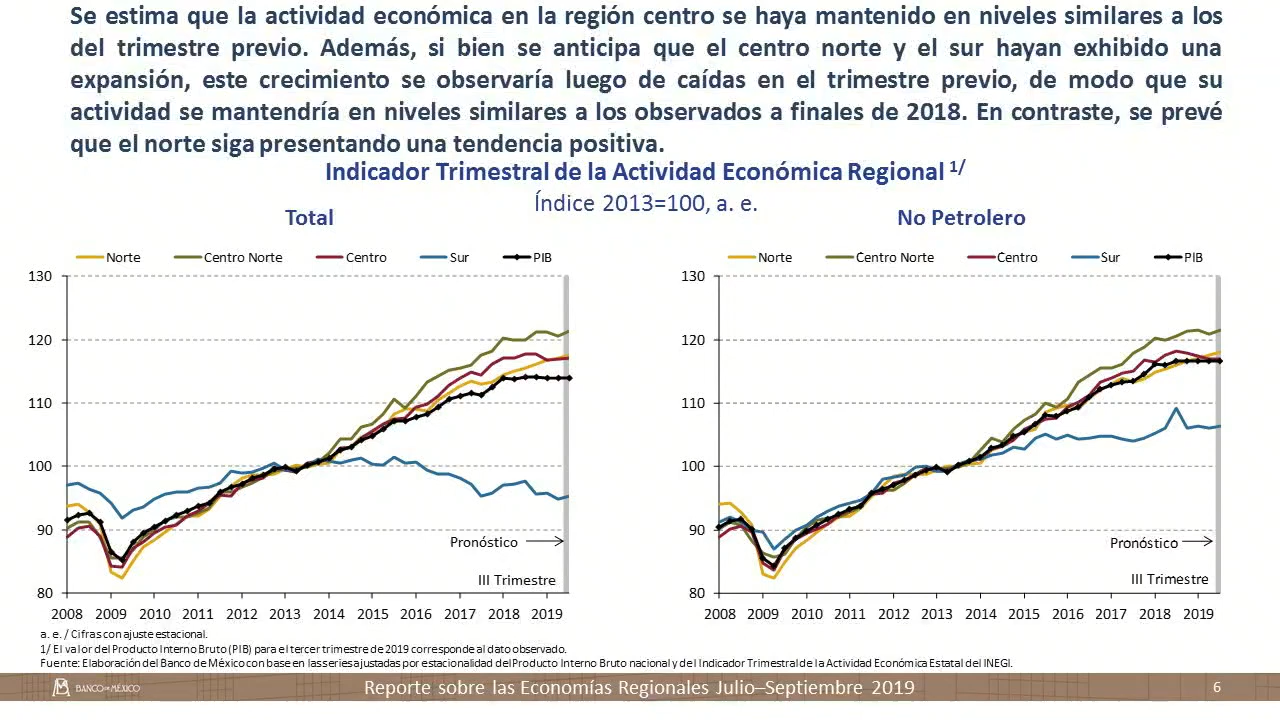 Se estima que la actividad económica en la región centro se haya mantenido en niveles similares a los
del trimestre previo. Además, si bien se anticipa que el centro norte y el sur hayan exhibido una
expansión, este crecimiento se observaría luego de caídas en el trimestre previo, de modo que su
actividad se mantendría en niveles similares a los observados a finales de 2018. En contraste, se prevé
que el norte siga presentando una tendencia positiva.
Indicador Trimestral de la Actividad Económica Regional 1/
Índice 2013=100, a. e.
Total
Norte Centro Norte Centro Sur PIB
130
120
110
100
90
80
Pronóstico
III Trimestre
2008 2009 2010 2011 2012 2013 2014 2015 2016 2017 2018 2019
No Petrolero
Norte Centro Norte Centro Sur PIB
130
120
110
100
90
80
Pronóstico
III Trimestre
2008 2009 2010 2011 2012 2013 2014 2015 2016 2017 2018 2019
a. e. / Cifras con ajuste estacional.
1/ El valor del Producto Interno Bruto (PIB) para el tercer trimestre de 2019 corresponde al dato observado.
Fuente: Elaboración del Banco de México con base en las series ajustadas por estacionalidad del Producto Interno Bruto nacional y del Indicador Trimestral de la Actividad Económica Estatal del INEGI.
BANCO DE MÉXICO
Reporte sobre las Economías Regionales Julio–Septiembre 2019
6